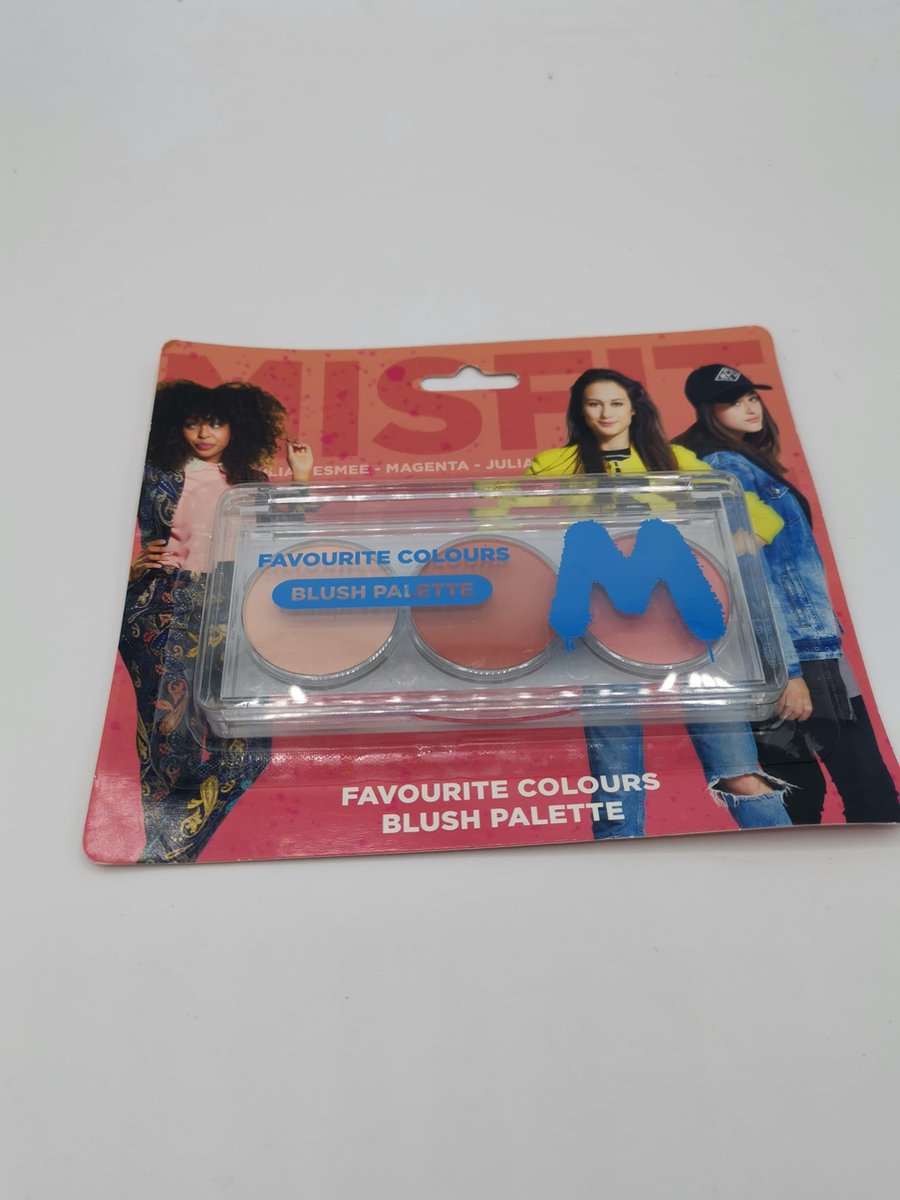 MISFIT
ESMEE - MAGENTA - JULIA
FAVOURITE COLOURS
BLUSH PALETTE
M
FAVOURITE COLOURS
BLUSH PALETTE